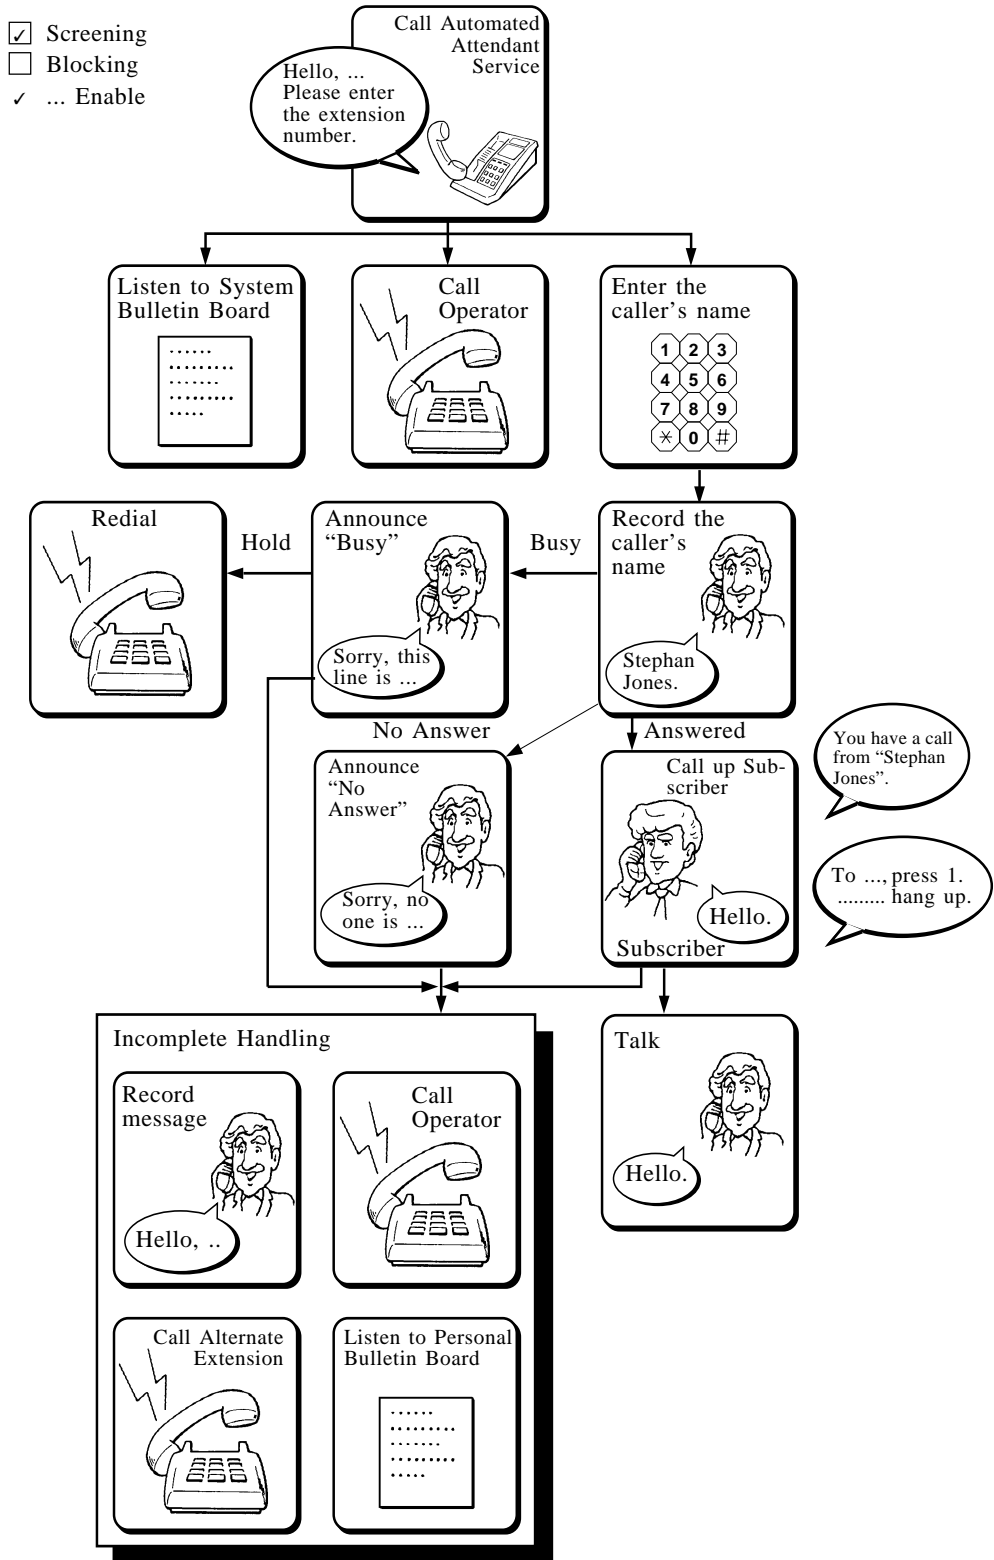 ✓ Screening
Blocking
✓ ... Enable
Call Automated
Attendant
Service
Hello, ...
Please enter
the extension
number.
Listen to System
Bulletin Board
Call
Operator
Enter the
caller's name
1 2 3
4 5 6
7 8 9
* 0 #
Redial
Hold
Announce
“Busy”
Sorry, this
line is ...
Busy
Record the
caller's
name
Stephan
Jones.
No Answer
Answered
Announce
“No
Answer”
Sorry, no
one is ...
Call up Sub-
scriber
Hello.
Subscriber
You have a call
from “Stephan
Jones”.
To ..., press 1.
......... hang up.
Incomplete Handling
Record
message
Hello, ..
Call
Operator
Call Alternate
Extension
Listen to Personal
Bulletin Board
Talk
Hello.